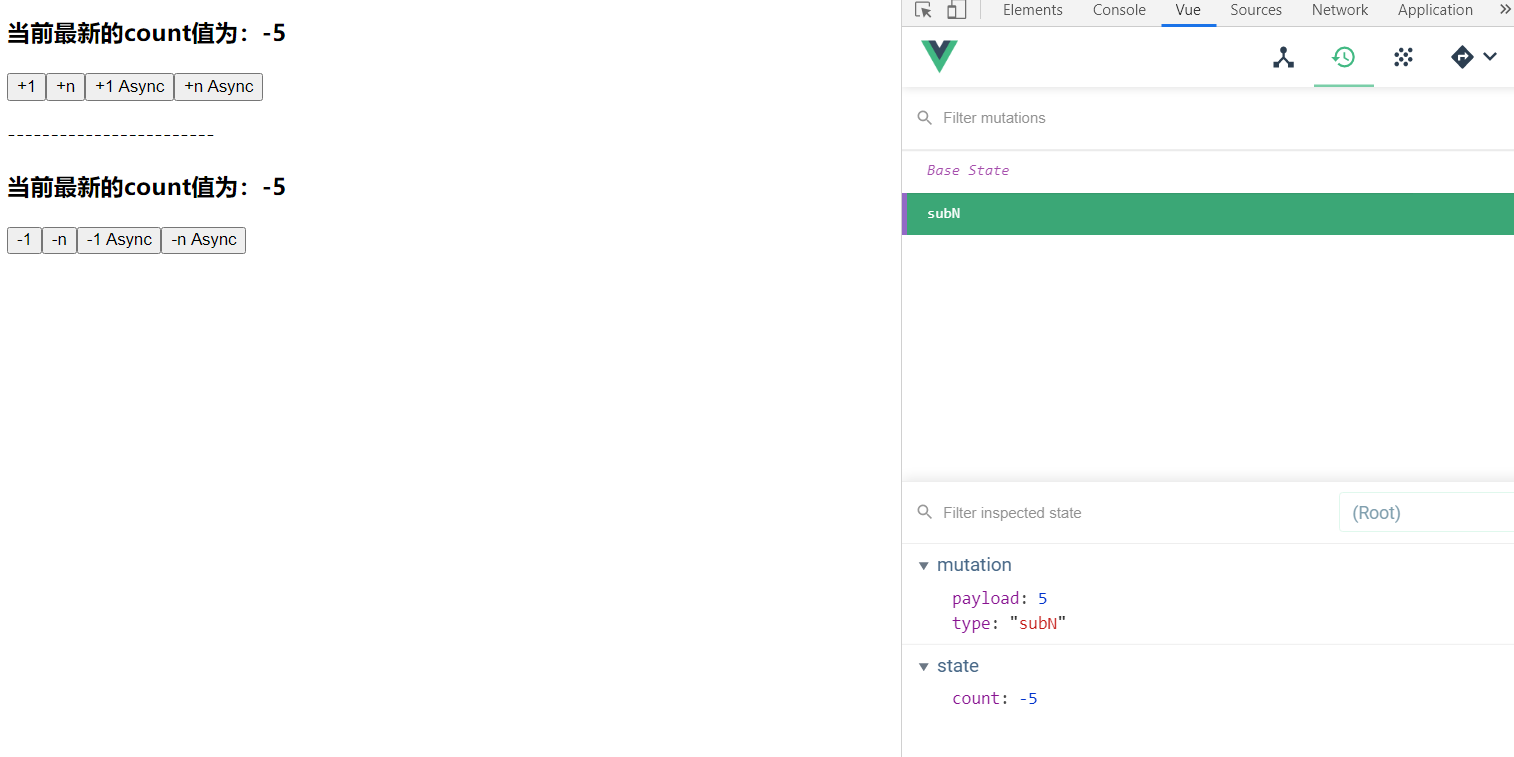 当前最新的count值为：-5
+1 +n +1 Async +n Async
------------------------
当前最新的count值为：-5
-1 -n -1 Async -n Async
Elements Console Vue Sources Network Application »
Filter mutations
Base State
subN
Filter inspected state (Root)
mutation
payload: 5
type: "subN"
state
count: -5